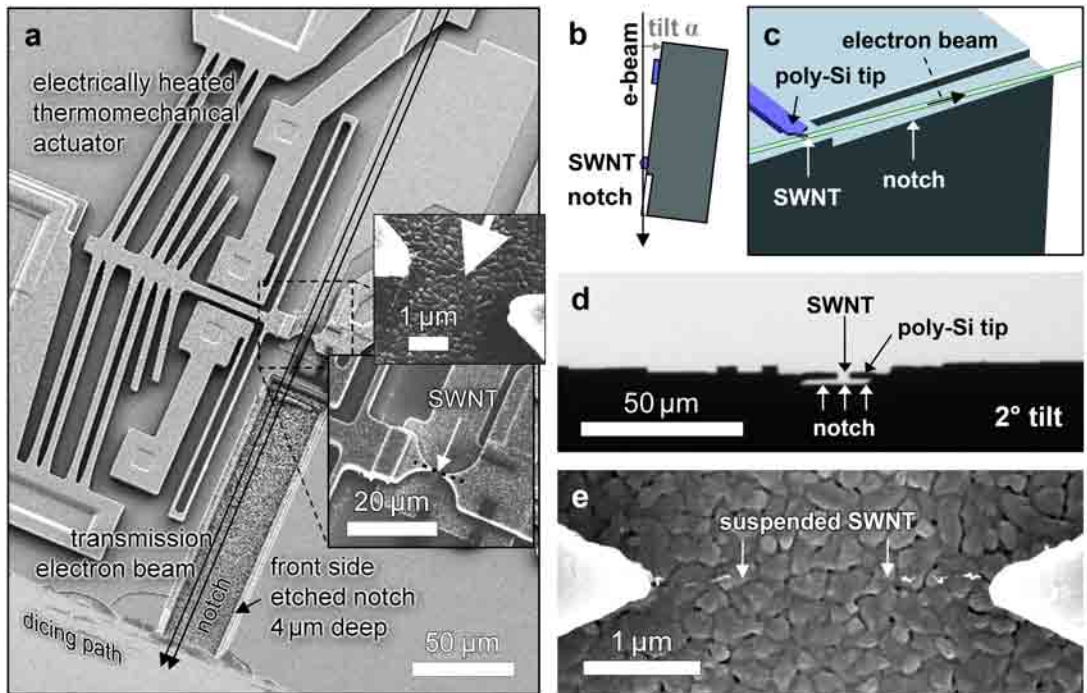 a
electrically heated
thermomechanical
actuator
1 µm
SWNT
20 µm
transmission
electron beam
notch
front side
etched notch
4 µm deep
dicing path
50 µm
b
e-beam
tilt α
SWNT
notch
c
electron beam
poly-Si tip
notch
SWNT
d
SWNT
poly-Si tip
50 µm
notch
2° tilt
e
suspended SWNT
1 µm